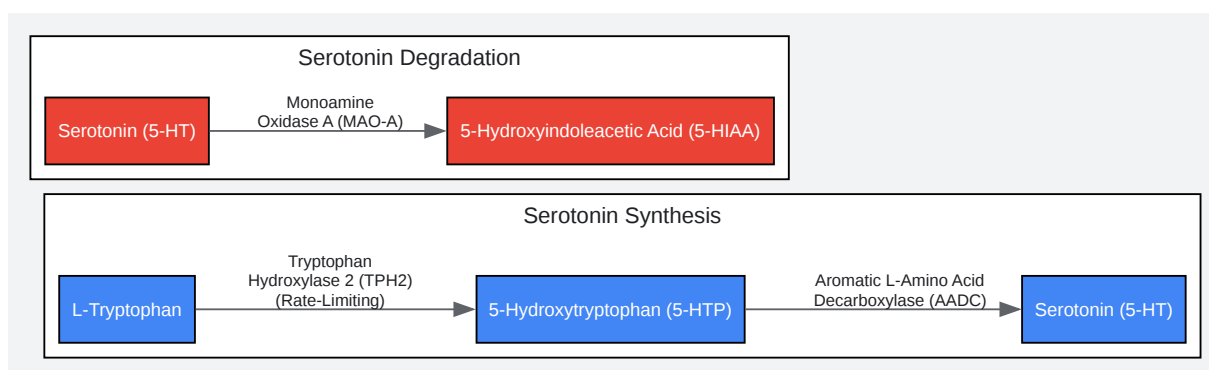 Serotonin Degradation
Monoamine
Oxidase A (MAO-A)
Serotonin (5-HT)
5-Hydroxyindoleacetic Acid (5-HIAA)
Serotonin Synthesis
Tryptophan
Hydroxylase 2 (TPH2)
(Rate-Limiting)
Aromatic L-Amino Acid
Decarboxylase (AADC)
L-Tryptophan
5-Hydroxytryptophan (5-HTP)
Serotonin (5-HT)